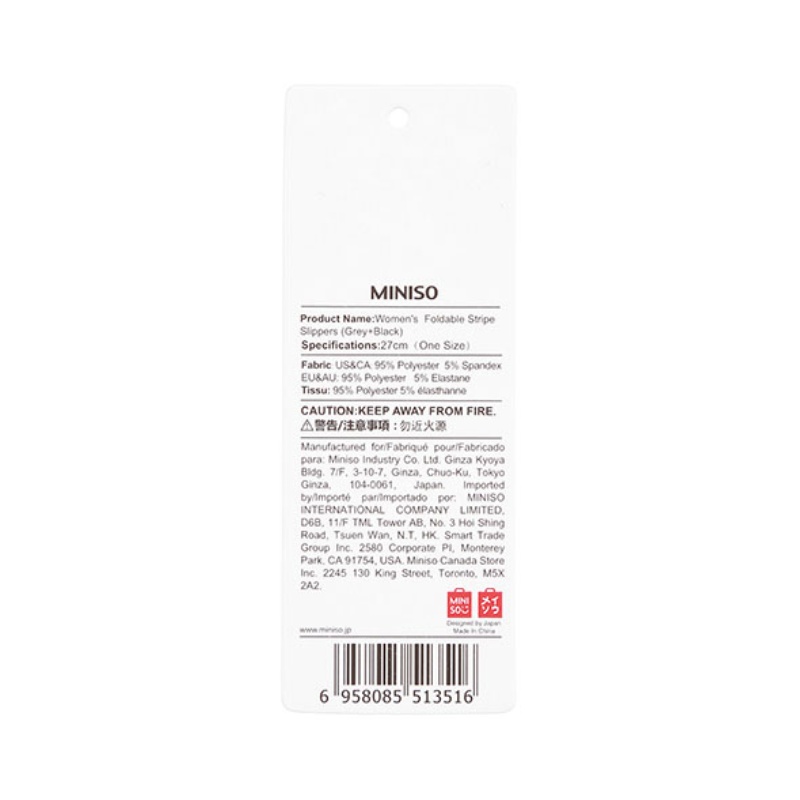 MINISO
Product Name:Women's Foldable Stripe
Slippers (Grey+Black)
Specifications:27cm（One Size）
Fabric US&CA 95% Polyester 5% Spandex
EU&AU: 95% Polyester 5% Elastane
Tissu: 95% Polyester 5% élasthanne
CAUTION:KEEP AWAY FROM FIRE.
⚠警告/注意事項：勿近火源
Manufactured for/Fabriqué pour/Fabricado
para: Miniso Industry Co. Ltd. Ginza Kyoya
Bldg. 7/F, 3-10-7, Ginza, Chuo-Ku, Tokyo
Ginza, 104-0061, Japan. Imported
by/Importé par/Importado por: MINISO
INTERNATIONAL COMPANY LIMITED,
D6B, 11/F TML Tower AB, No. 3 Hoi Shing
Road, Tsuen Wan, N.T, HK. Smart Trade
Group Inc. 2580 Corporate Pl, Monterey
Park, CA 91754, USA. Miniso Canada Store
Inc. 2245 130 King Street, Toronto, M5X
2A2.
MINI
SO
メイ
ソウ
Designed by Japan
Made In China
www.miniso.jp
6 958085 513516